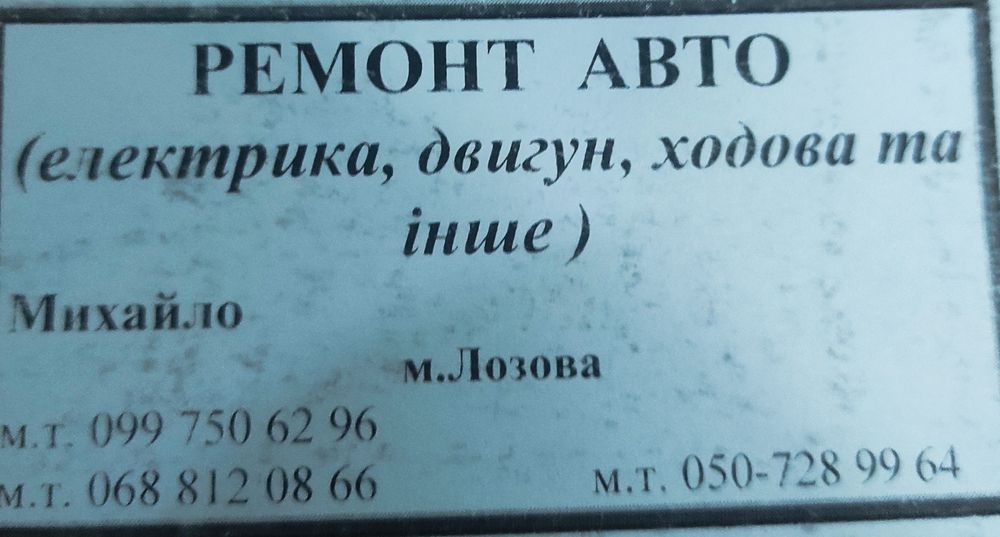 РЕМОНТ АВТО
(електрика, двигун, ходова та
інше )
Михайло
м.Лозова
м.т. 099 750 62 96
м.т. 068 812 08 66
м.т. 050-728 99 64